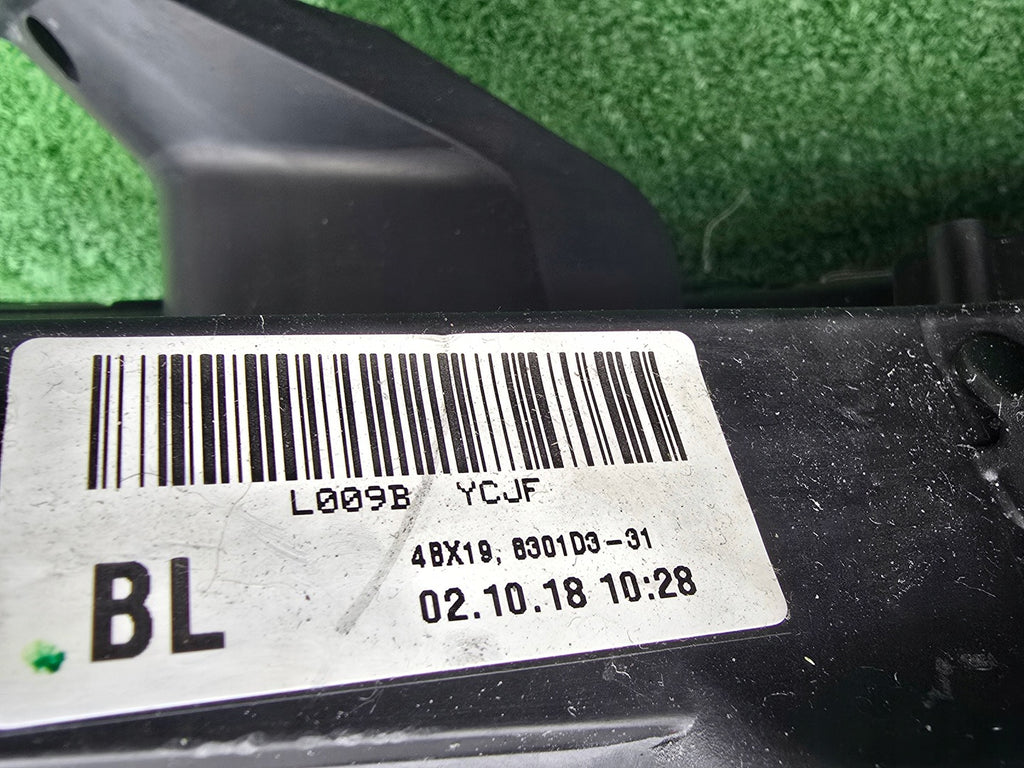 L009B YCJF
4BX19, 8301D3-31
02.10.18 10:28
BL